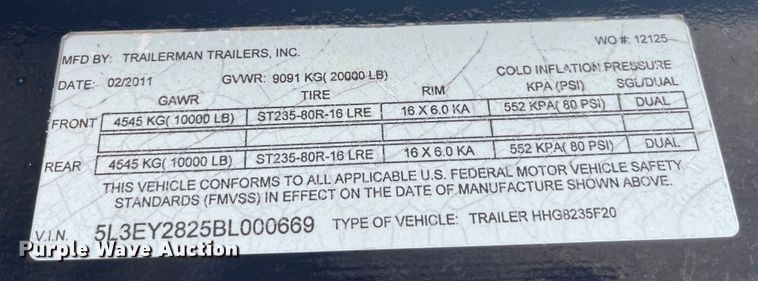 MFD BY: TRAILERMAN TRAILERS, INC. WO #: 12125
DATE: 02/2011 GVWR: 9091 KG( 20000 LB) COLD INFLATION PRESSURE
GAWR TIRE RIM KPA (PSI) SGL/DUAL
FRONT 4545 KG( 10000 LB) ST235-80R-16 LRE 16 X 6.0 KA 552 KPA( 80 PSI) DUAL
REAR 4545 KG( 10000 LB) ST235-80R-16 LRE 16 X 6.0 KA 552 KPA( 80 PSI) DUAL
THIS VEHICLE CONFORMS TO ALL APPLICABLE U.S. FEDERAL MOTOR VEHICLE SAFETY
STANDARDS (FMVSS) IN EFFECT ON THE DATE OF MANUFACTURE SHOWN ABOVE.
V.I.N. 5L3EY2825BL000669 TYPE OF VEHICLE: TRAILER HHG8235F20
Purple Wave Auction